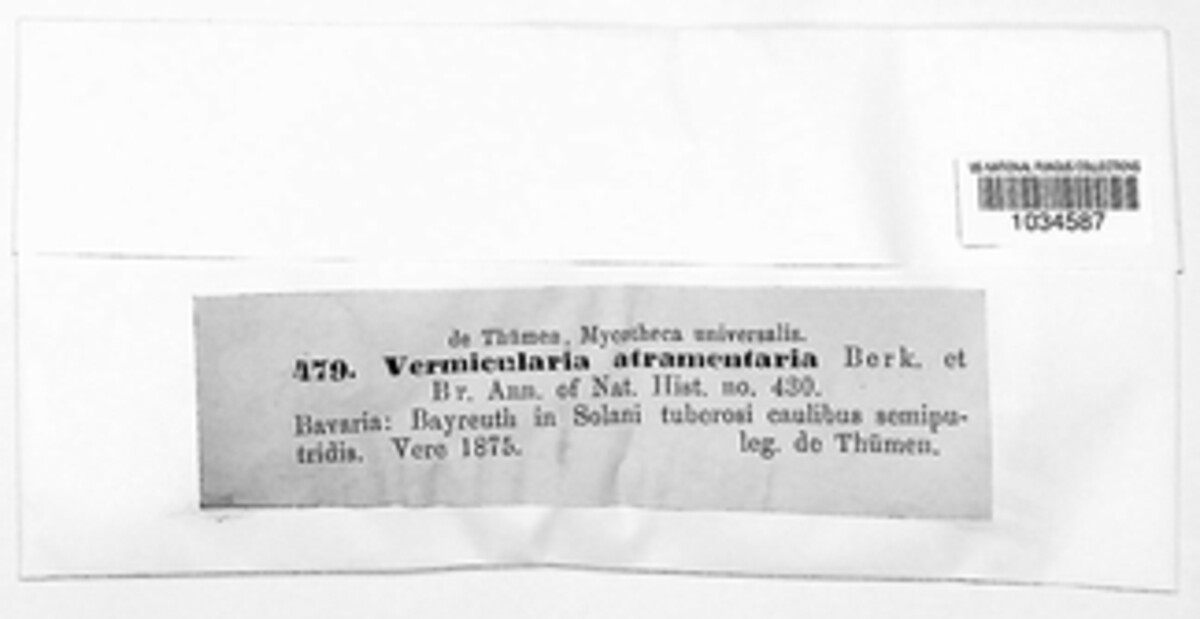 US NATIONAL FUNGUS COLLECTIONS
1034587
de Thümen, Mycotheca universalis.
479. Vermicularia atramentaria Berk. et
Br. Ann. of Nat. Hist. no. 430.
Bavaria: Bayreuth in Solani tuberosi caulibus semipu-
tridis. Vere 1875. leg. de Thümen.